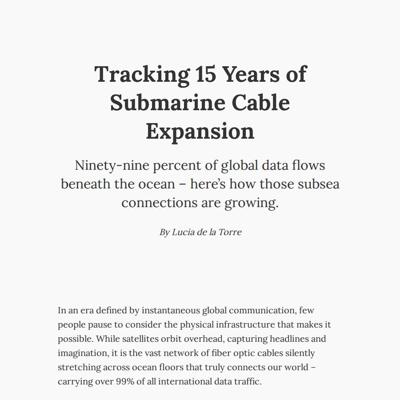 Tracking 15 Years of
Submarine Cable
Expansion
Ninety-nine percent of global data flows
beneath the ocean – here's how those subsea
connections are growing.
By Lucia de la Torre
In an era defined by instantaneous global communication, few
people pause to consider the physical infrastructure that makes it
possible. While satellites orbit overhead, capturing headlines and
imagination, it is the vast network of fiber optic cables silently
stretching across ocean floors that truly connects our world –
carrying over 99% of all international data traffic.